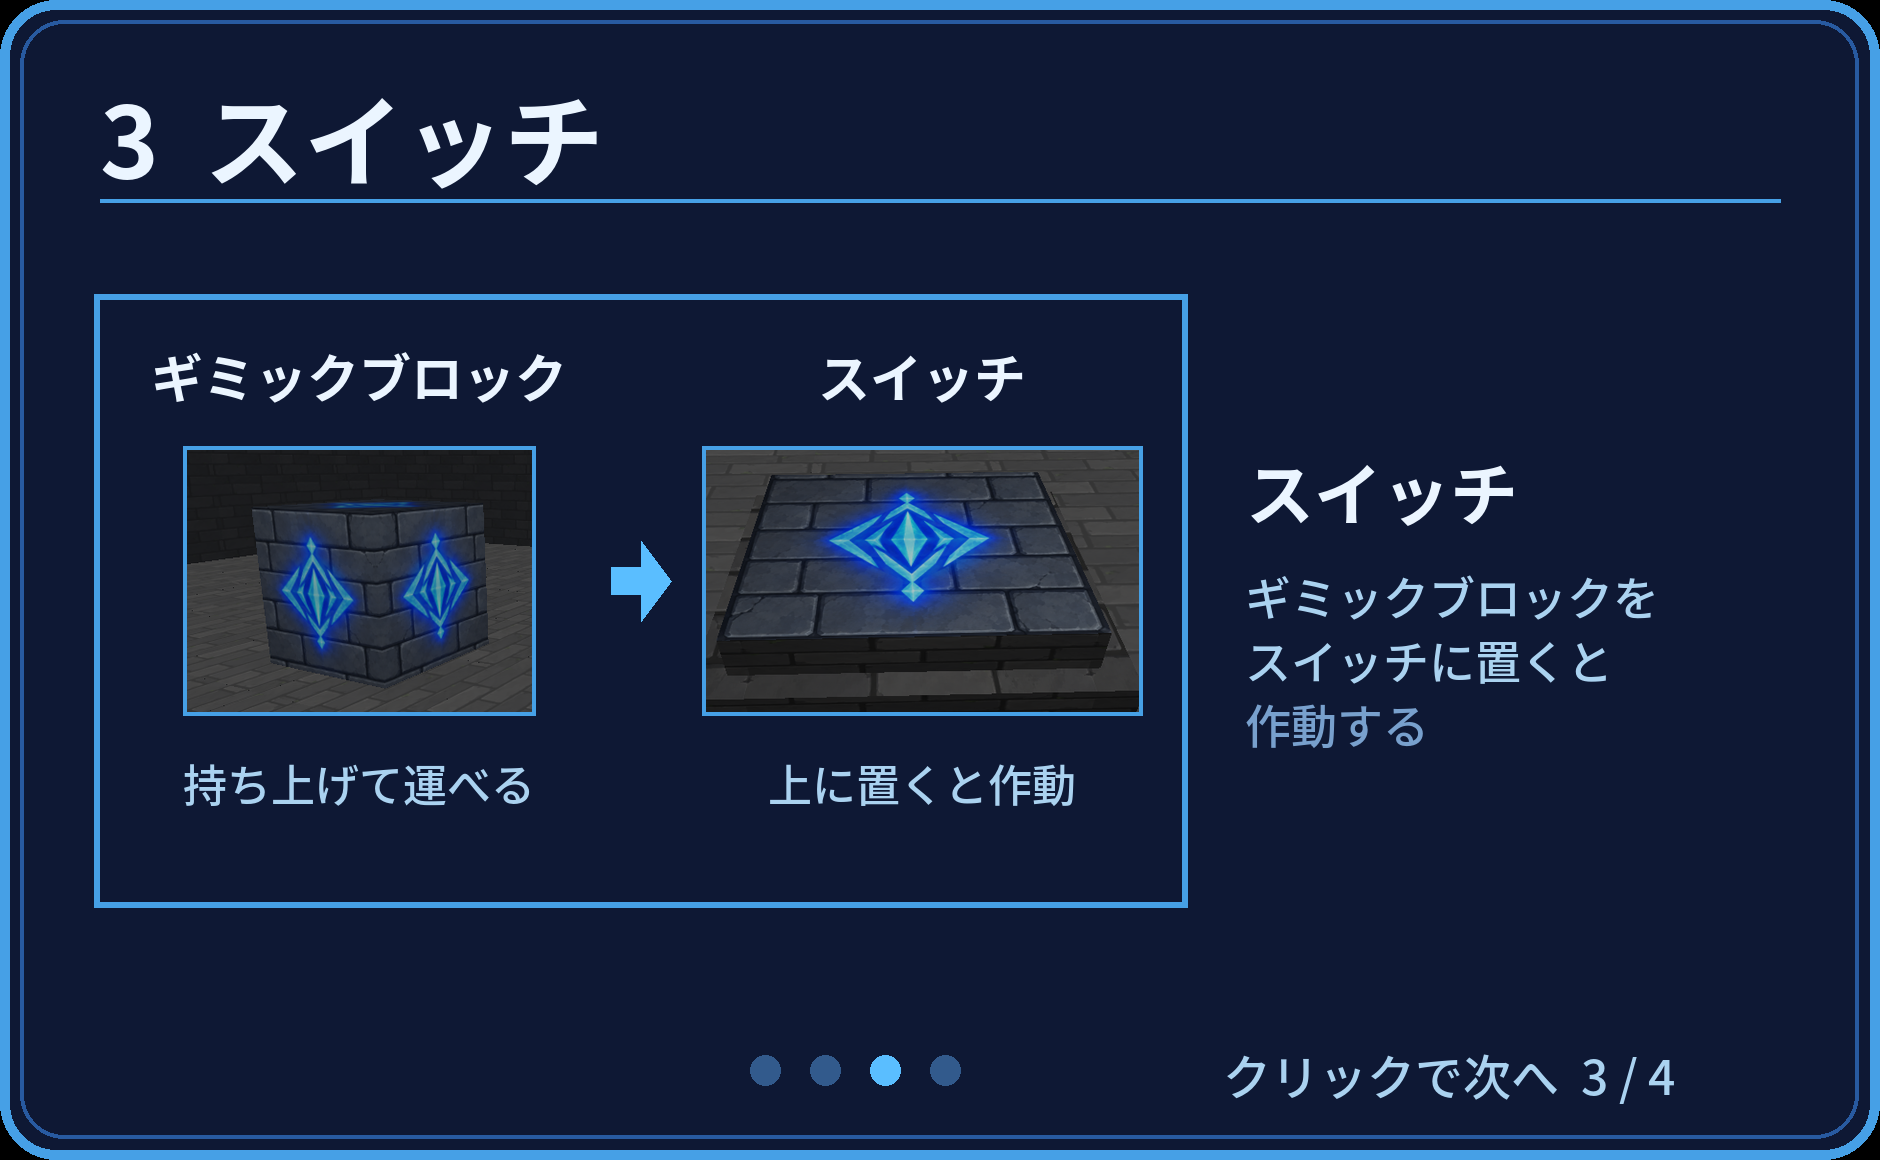 3 スイッチ
ギミックブロック
スイッチ
持ち上げて運べる
上に置くと作動
スイッチ
ギミックブロックを
スイッチに置くと
作動する
クリックで次へ 3 / 4